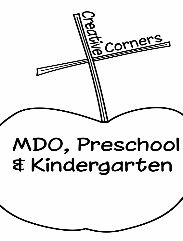 Creative
Corners
MDO, Preschool
& Kindergarten